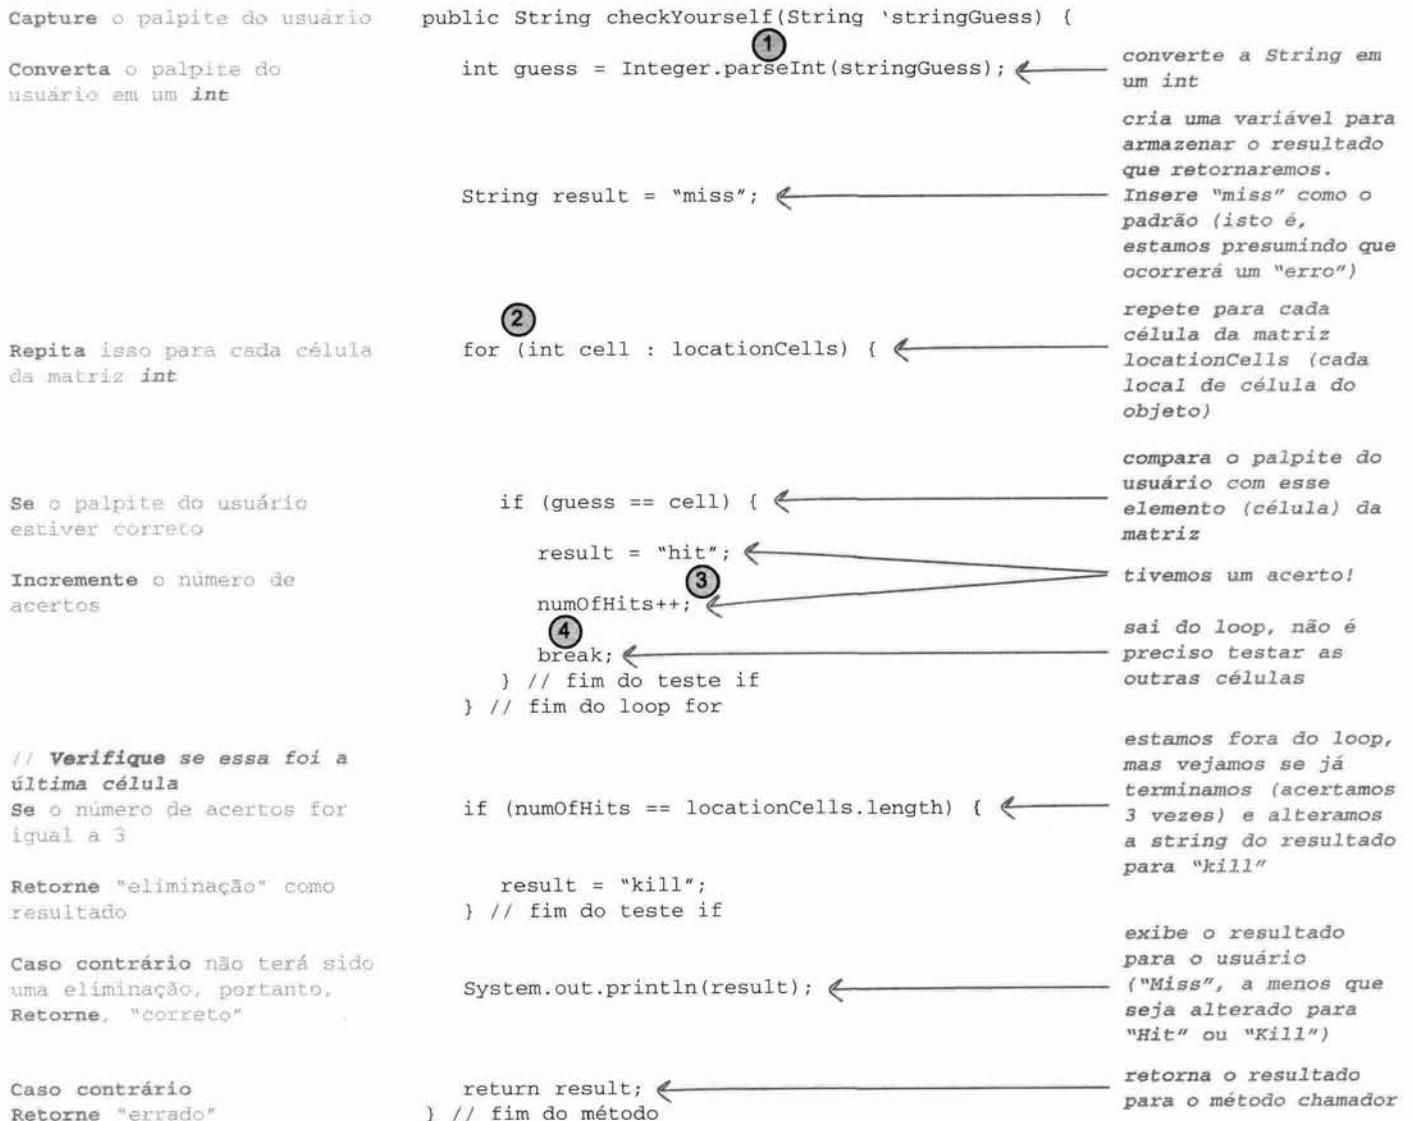 Capture o palpite do usuário
public String checkYourself(String ‘stringGuess) {
1
Converta o palpite do
usuário em um int
int guess = Integer.parseInt(stringGuess);
converte a String em
um int
cria uma variável para
armazenar o resultado
que retornaremos.
Insere “miss” como o
padrão (isto é,
estamos presumindo que
ocorrerá um “erro”)
String result = “miss”;
2
Repita isso para cada célula
da matriz int
for (int cell : locationCells) {
repete para cada
célula da matriz
locationCells (cada
local de célula do
objeto)
Se o palpite do usuário
estiver correto
if (guess == cell) {
compara o palpite do
usuário com esse
elemento (célula) da
matriz
result = “hit”;
Incremente o número de
acertos
3
numOfHits++;
tivemos um acerto!
4
break;
sai do loop, não é
preciso testar as
outras células
} // fim do teste if
} // fim do loop for
// Verifique se essa foi a
última célula
Se o número de acertos for
igual a 3
if (numOfHits == locationCells.length) {
estamos fora do loop,
mas vejamos se já
terminamos (acertamos
3 vezes) e alteramos
a string do resultado
para “kill”
Retorne "eliminação" como
resultado
result = “kill”;
} // fim do teste if
Caso contrário não terá sido
uma eliminação, portanto,
Retorne, "correto"
System.out.println(result);
exibe o resultado
para o usuário
(“Miss”, a menos que
seja alterado para
“Hit” ou “Kill”)
Caso contrário
Retorne "errado"
return result;
} // fim do método
retorna o resultado
para o método chamador